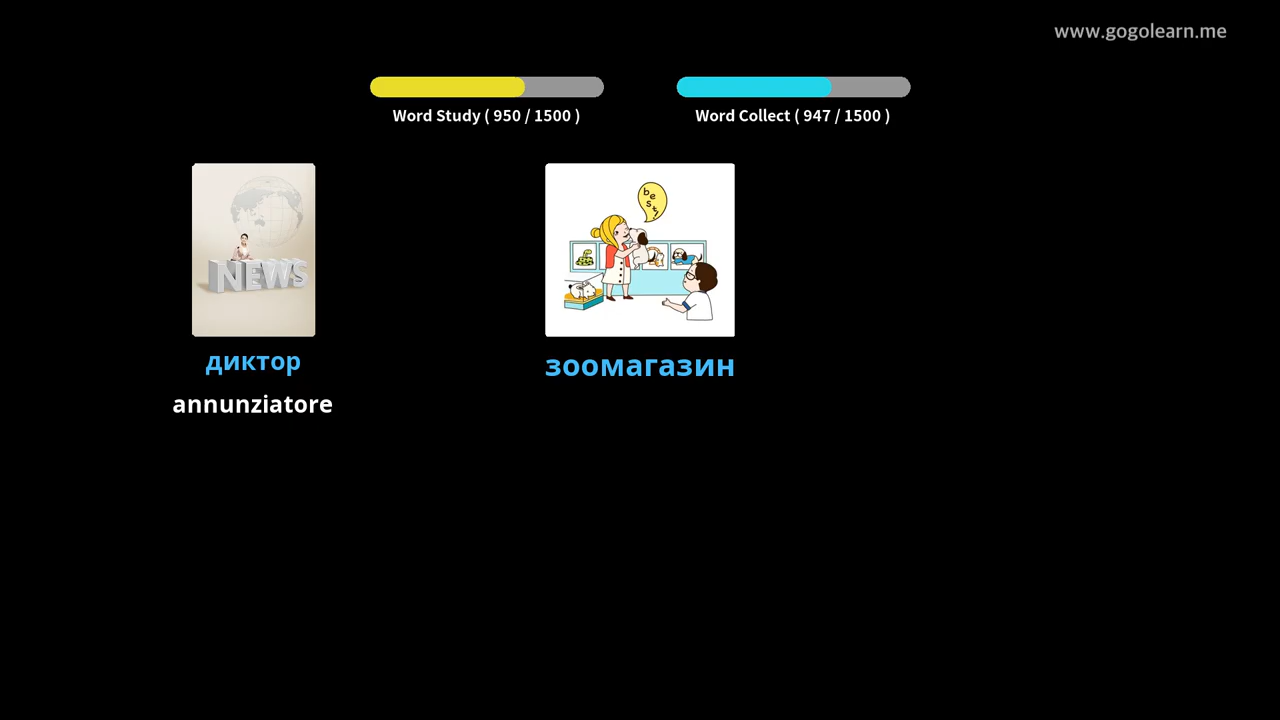 www.gogolearn.me
Word Study ( 950 / 1500 )
Word Collect ( 947 / 1500 )
NEWS
best!
диктор
зоомагазин
annunziatore